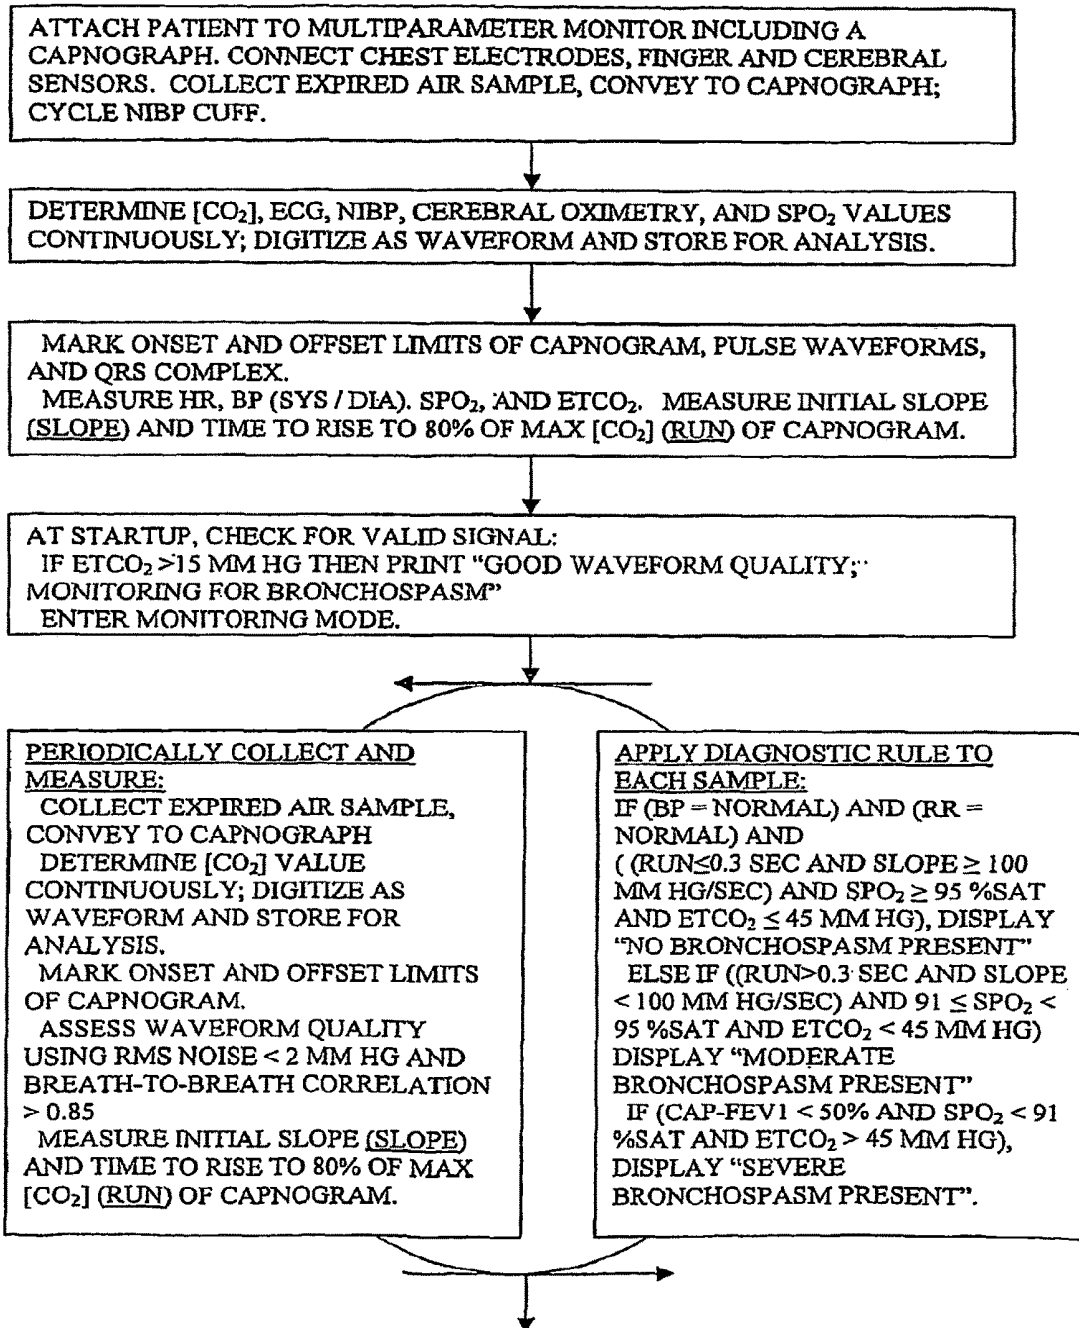 ATTACH PATIENT TO MULTIPARAMETER MONITOR INCLUDING A
CAPNOGRAPH. CONNECT CHEST ELECTRODES, FINGER AND CEREBRAL
SENSORS. COLLECT EXPIRED AIR SAMPLE, CONVEY TO CAPNOGRAPH;
CYCLE NIBP CUFF.
DETERMINE [CO₂], ECG, NIBP, CEREBRAL OXIMETRY, AND SPO₂ VALUES
CONTINUOUSLY; DIGITIZE AS WAVEFORM AND STORE FOR ANALYSIS.
MARK ONSET AND OFFSET LIMITS OF CAPNOGRAM, PULSE WAVEFORMS,
AND QRS COMPLEX.
MEASURE HR, BP (SYS / DIA). SPO₂, AND ETCO₂. MEASURE INITIAL SLOPE
(SLOPE) AND TIME TO RISE TO 80% OF MAX [CO₂] (RUN) OF CAPNOGRAM.
AT STARTUP, CHECK FOR VALID SIGNAL:
IF ETCO₂ >15 MM HG THEN PRINT “GOOD WAVEFORM QUALITY;
MONITORING FOR BRONCHOSPASM”
ENTER MONITORING MODE.
PERIODICALLY COLLECT AND
MEASURE:
COLLECT EXPIRED AIR SAMPLE,
CONVEY TO CAPNOGRAPH
DETERMINE [CO₂] VALUE
CONTINUOUSLY; DIGITIZE AS
WAVEFORM AND STORE FOR
ANALYSIS.
MARK ONSET AND OFFSET LIMITS
OF CAPNOGRAM.
ASSESS WAVEFORM QUALITY
USING RMS NOISE < 2 MM HG AND
BREATH-TO-BREATH CORRELATION
> 0.85
MEASURE INITIAL SLOPE (SLOPE)
AND TIME TO RISE TO 80% OF MAX
[CO₂] (RUN) OF CAPNOGRAM.
APPLY DIAGNOSTIC RULE TO
EACH SAMPLE:
IF (BP = NORMAL) AND (RR =
NORMAL) AND
( (RUN≤0.3 SEC AND SLOPE ≥ 100
MM HG/SEC) AND SPO₂ ≥ 95 %SAT
AND ETCO₂ ≤ 45 MM HG), DISPLAY
“NO BRONCHOSPASM PRESENT”
ELSE IF ((RUN>0.3 SEC AND SLOPE
< 100 MM HG/SEC) AND 91 ≤ SPO₂ <
95 %SAT AND ETCO₂ < 45 MM HG)
DISPLAY “MODERATE
BRONCHOSPASM PRESENT”
IF (CAP-FEV1 < 50% AND SPO₂ < 91
%SAT AND ETCO₂ > 45 MM HG),
DISPLAY “SEVERE
BRONCHOSPASM PRESENT”.